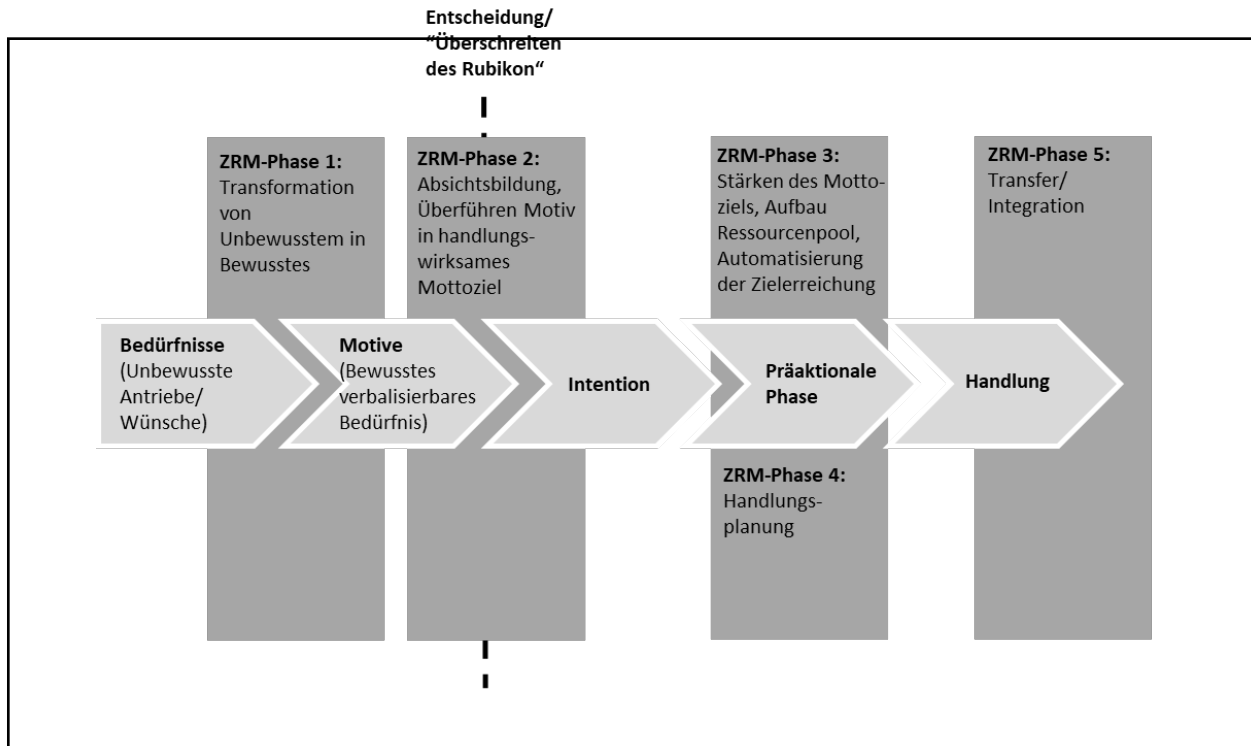 Entscheidung/
“Überschreiten
des Rubikon“
ZRM-Phase 1:
Transformation
von
Unbewusstem in
Bewusstes
ZRM-Phase 2:
Absichtsbildung,
Überführen Motiv
in handlungs-
wirksames
Mottoziel
ZRM-Phase 3:
Stärken des Motto-
ziels, Aufbau
Ressourcenpool,
Automatisierung
der Zielerreichung
ZRM-Phase 5:
Transfer/
Integration
Bedürfnisse
(Unbewusste
Antriebe/
Wünsche)
Motive
(Bewusstes
verbalisierbares
Bedürfnis)
Intention
Präaktionale
Phase
Handlung
ZRM-Phase 4:
Handlungs-
planung